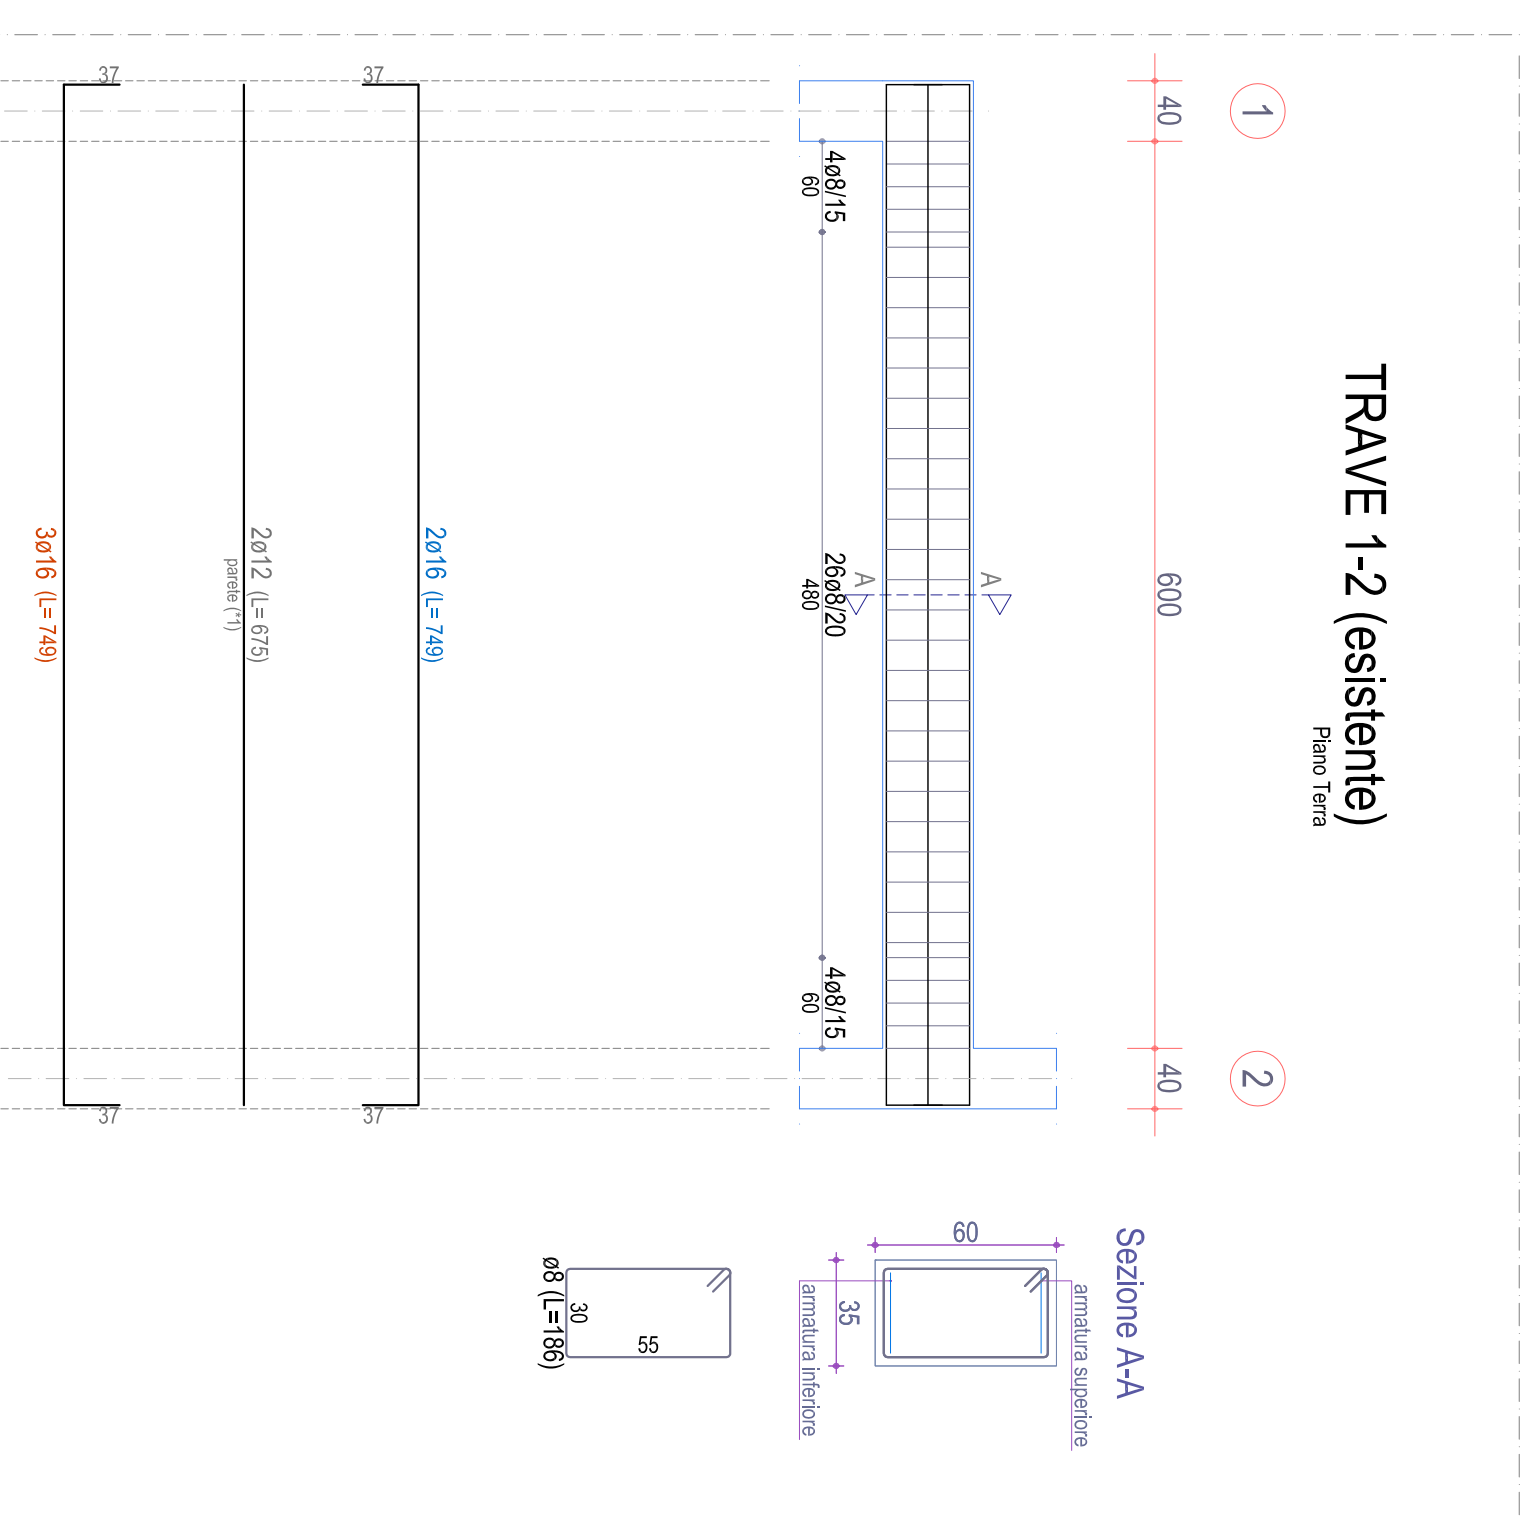 TRAVE 1-2 (esistente)
Piano Terra
1
2
40
600
40
A
A
4ø8/15
60
26ø8/20
480
4ø8/15
60
37
2ø16 (L= 749)
37
2ø12 (L= 675)
parete (*1)
37
3ø16 (L= 749)
37
Sezione A-A
armatura superiore
60
35
armatura inferiore
55
30
ø8 (L=186)